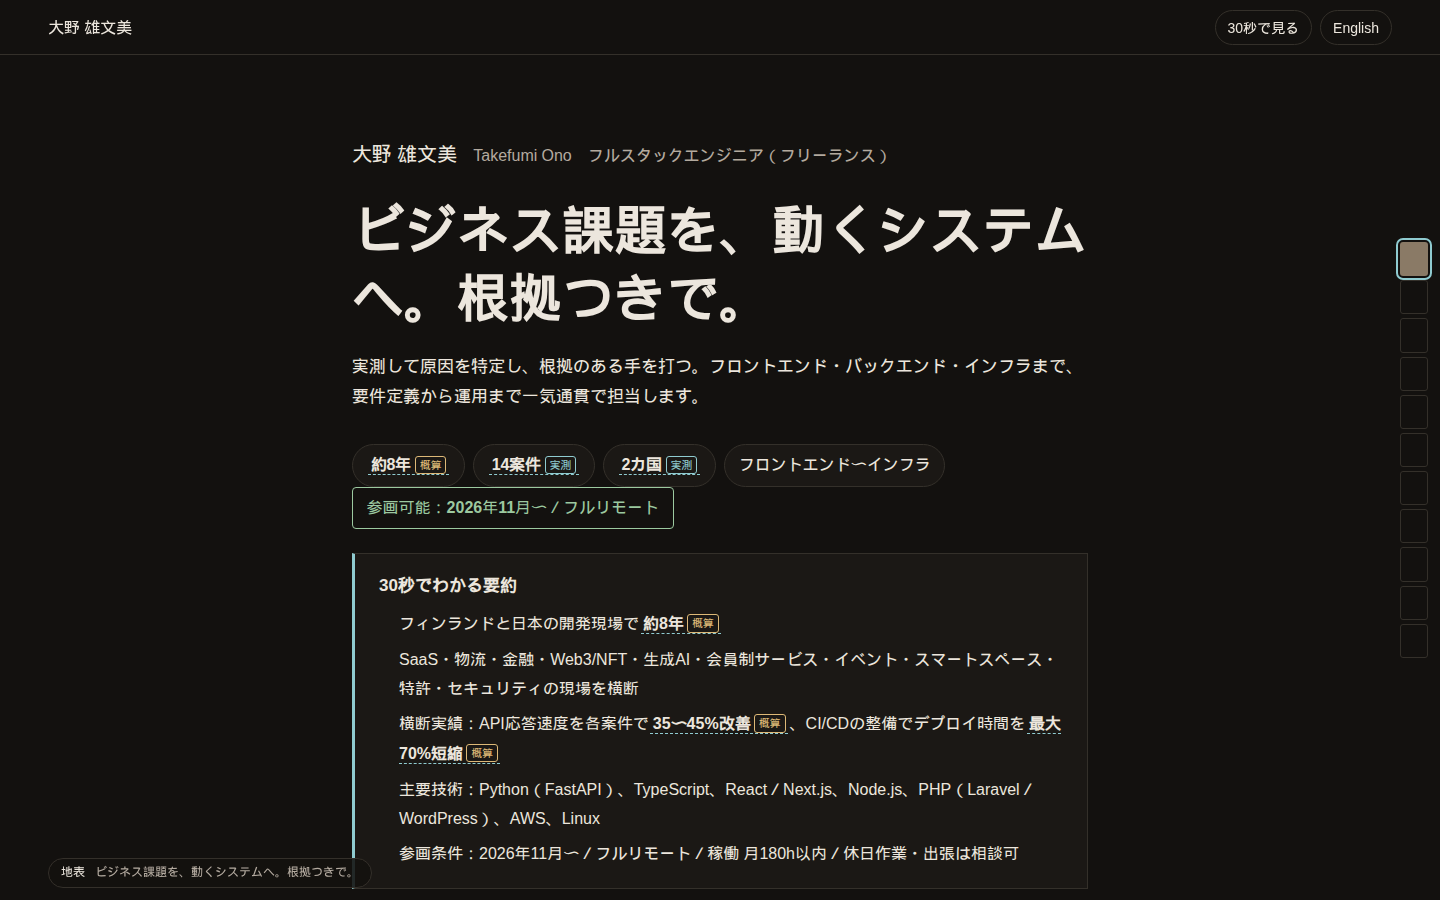 大野 雄文美
30秒で見る
English
大野 雄文美 Takefumi Ono フルスタックエンジニア（フリーランス）
ビジネス課題を、動くシステム
へ。根拠つきで。
実測して原因を特定し、根拠のある手を打つ。フロントエンド・バックエンド・インフラまで、
要件定義から運用まで一気通貫で担当します。
約8年 概算 14案件 実測 2カ国 実測 フロントエンド〜インフラ
参画可能：2026年11月〜 / フルリモート
30秒でわかる要約
フィンランドと日本の開発現場で 約8年 概算
SaaS・物流・金融・Web3/NFT・生成AI・会員制サービス・イベント・スマートスペース・
特許・セキュリティの現場を横断
横断実績：API応答速度を各案件で 35〜45%改善 概算、CI/CDの整備でデプロイ時間を 最大
70%短縮 概算
主要技術：Python（FastAPI）、TypeScript、React / Next.js、Node.js、PHP（Laravel /
WordPress）、AWS、Linux
参画条件：2026年11月〜 / フルリモート / 稼働 月180h以内 / 休日作業・出張は相談可
地表 ビジネス課題を、動くシステムへ。根拠つきで。